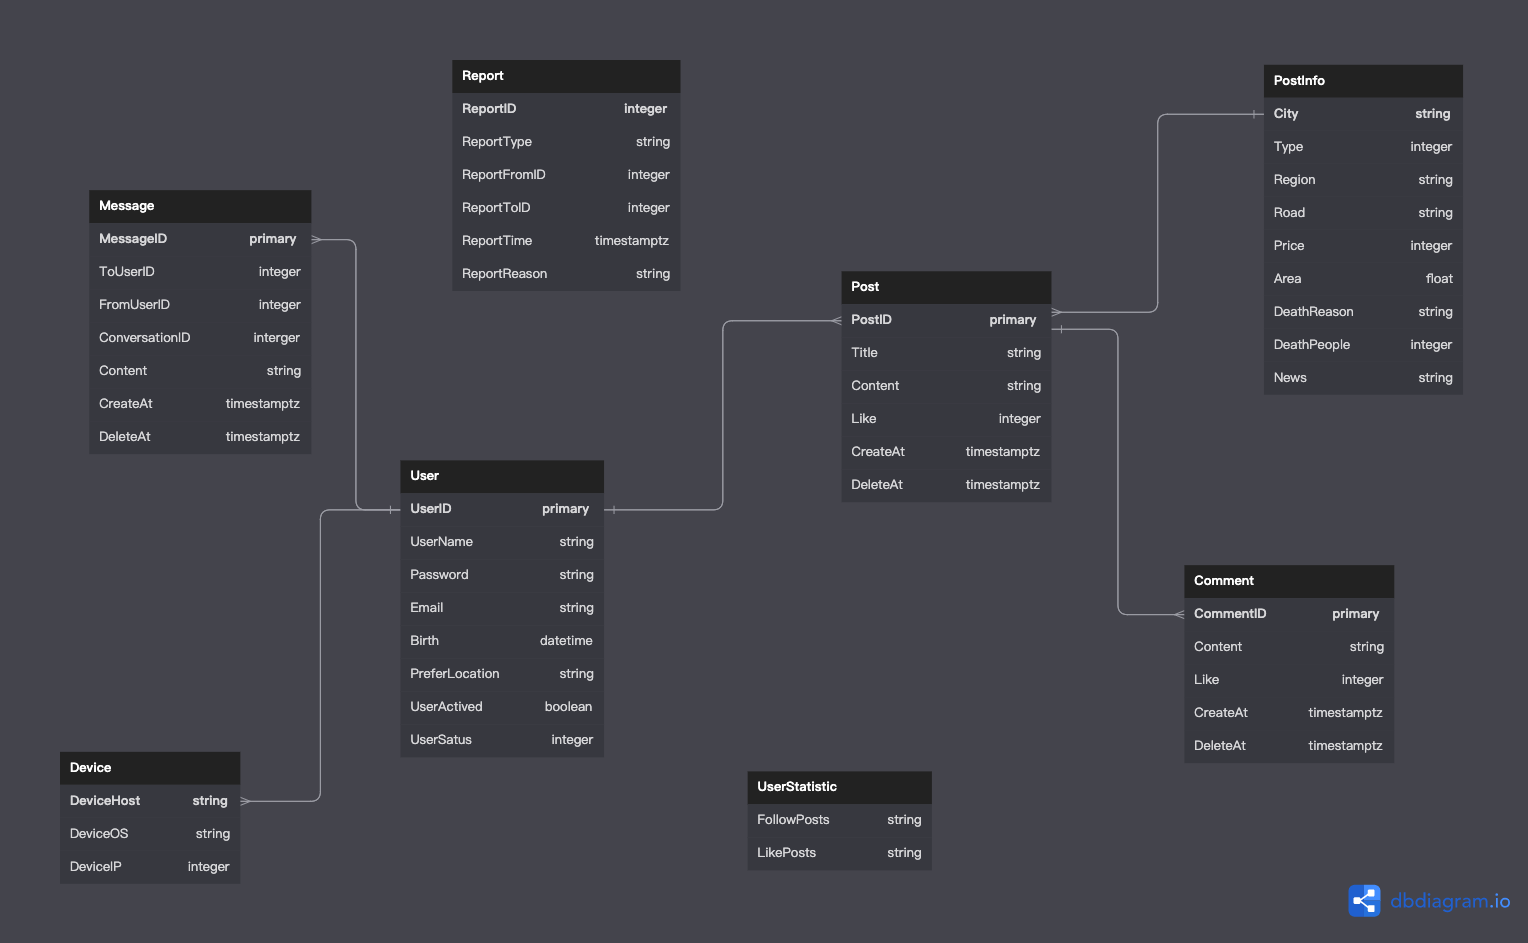 Report
ReportID integer
ReportType string
ReportFromID integer
ReportToID integer
ReportTime timestamptz
ReportReason string
PostInfo
City string
Type integer
Region string
Road string
Price integer
Area float
DeathReason string
DeathPeople integer
News string
Message
MessageID primary
ToUserID integer
FromUserID integer
ConversationID interger
Content string
CreateAt timestamptz
DeleteAt timestamptz
Post
PostID primary
Title string
Content string
Like integer
CreateAt timestamptz
DeleteAt timestamptz
User
UserID primary
UserName string
Password string
Email string
Birth datetime
PreferLocation string
UserActived boolean
UserSatus integer
Comment
CommentID primary
Content string
Like integer
CreateAt timestamptz
DeleteAt timestamptz
Device
DeviceHost string
DeviceOS string
DeviceIP integer
UserStatistic
FollowPosts string
LikePosts string
dbdiagram.io